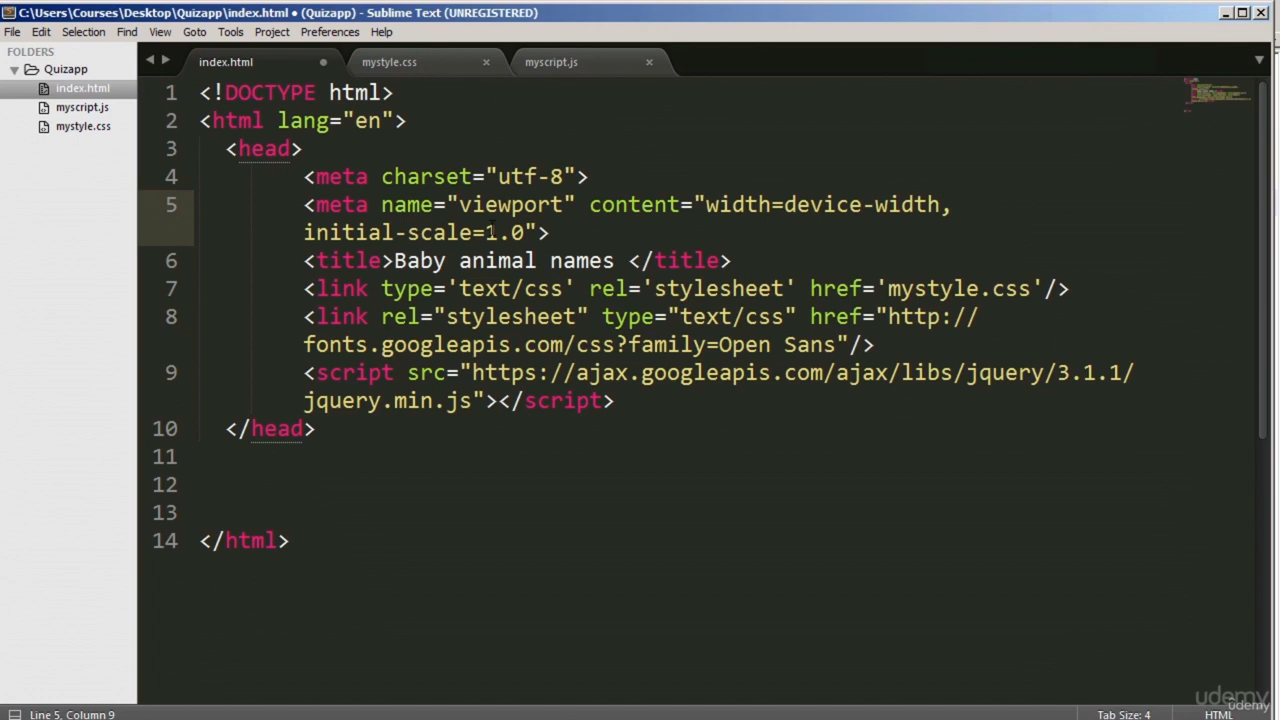 C:\Users\Courses\Desktop\Quizapp\index.html • (Quizapp) - Sublime Text (UNREGISTERED)
File Edit Selection Find View Goto Tools Project Preferences Help
FOLDERS
Quizapp
index.html
myscript.js
mystyle.css
index.html mystyle.css myscript.js
1 <!DOCTYPE html>
2 <html lang="en">
3 <head>
4 <meta charset="utf-8">
5 <meta name="viewport" content="width=device-width,
initial-scale=1.0">
6 <title>Baby animal names </title>
7 <link type='text/css' rel='stylesheet' href='mystyle.css'/>
8 <link rel="stylesheet" type="text/css" href="http://
fonts.googleapis.com/css?family=Open Sans"/>
9 <script src="https://ajax.googleapis.com/ajax/libs/jquery/3.1.1/
jquery.min.js"></script>
10 </head>
11
12
13
14 </html>
udemy
udemy
Line 5, Column 9 Tab Size: 4 HTML